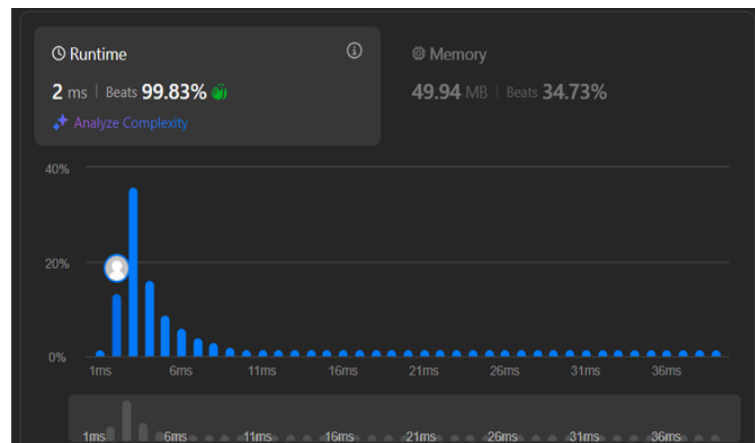 Runtime
2 ms | Beats 99.83%
Analyze Complexity
Memory
49.94 MB | Beats 34.73%
40%
20%
0%
1ms 6ms 11ms 16ms 21ms 26ms 31ms 36ms
1ms 6ms 11ms 16ms 21ms 26ms 31ms 36ms